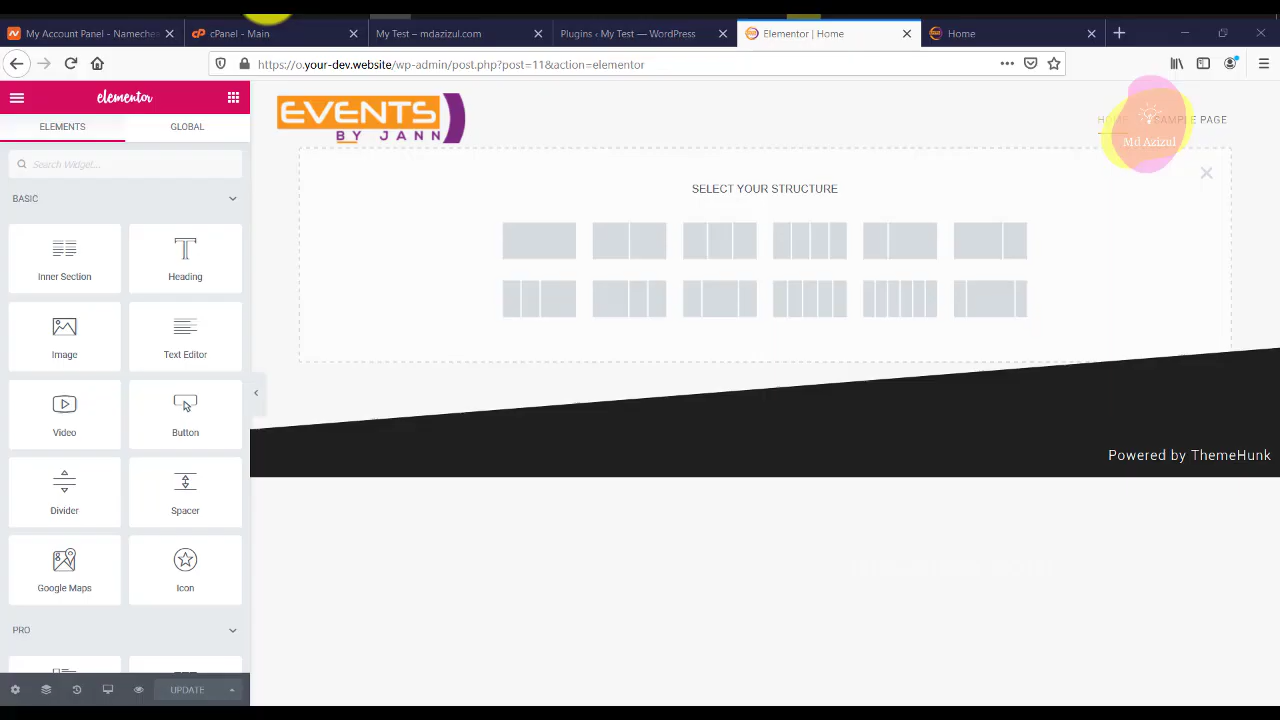 My Account Panel - Nameche
cPanel - Main
My Test – mdazizul.com
Plugins ‹ My Test — WordPress
Elementor | Home
Home
https://o.your-dev.website/wp-admin/post.php?post=11&action=elementor
elementor
ELEMENTS
GLOBAL
Search Widget...
BASIC
Inner Section
Heading
Image
Text Editor
Video
Button
Divider
Spacer
Google Maps
Icon
PRO
UPDATE
EVENTS
BY JANN
HOME
SAMPLE PAGE
Md Azizul
SELECT YOUR STRUCTURE
Powered by ThemeHunk